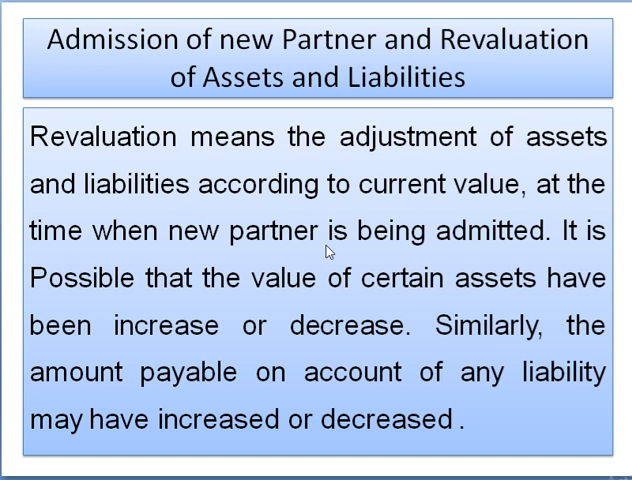 Admission of new Partner and Revaluation
of Assets and Liabilities
Revaluation means the adjustment of assets
and liabilities according to current value, at the
time when new partner is being admitted. It is
Possible that the value of certain assets have
been increase or decrease. Similarly, the
amount payable on account of any liability
may have increased or decreased .